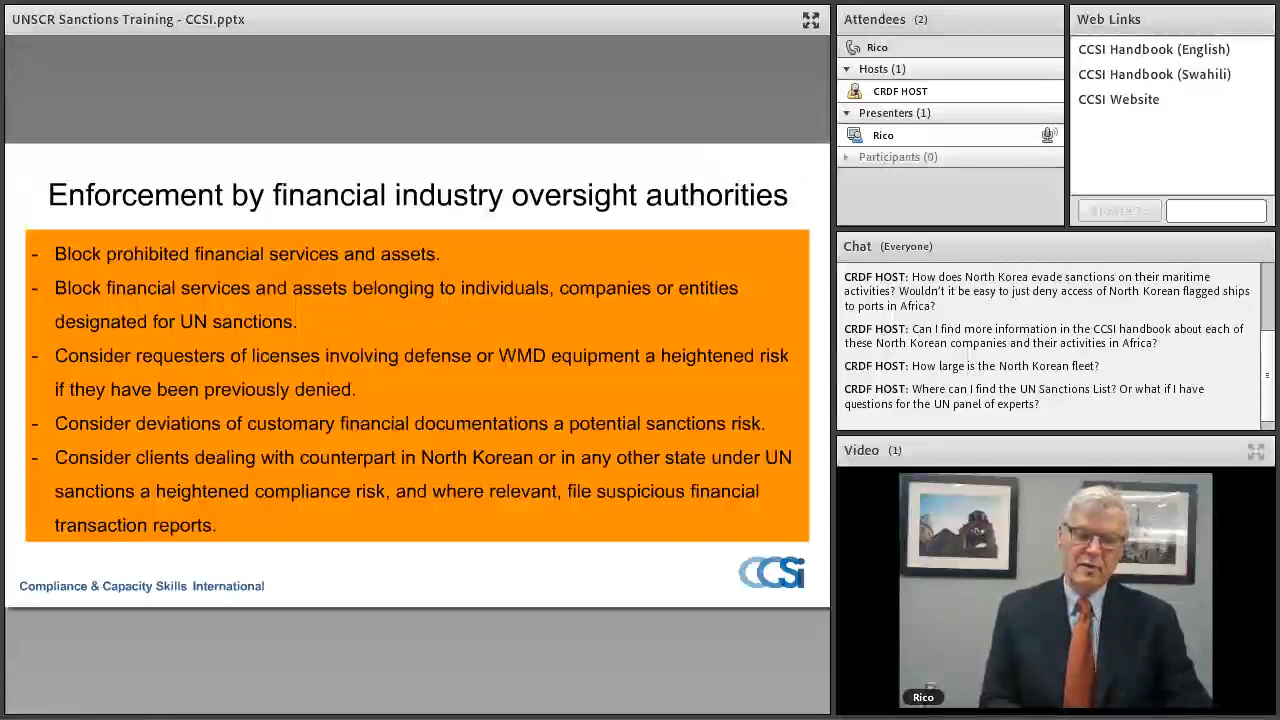 UNSCR Sanctions Training - CCSI.pptx
Enforcement by financial industry oversight authorities
- Block prohibited financial services and assets.
- Block financial services and assets belonging to individuals, companies or entities
designated for UN sanctions.
- Consider requesters of licenses involving defense or WMD equipment a heightened risk
if they have been previously denied.
- Consider deviations of customary financial documentations a potential sanctions risk.
- Consider clients dealing with counterpart in North Korean or in any other state under UN
sanctions a heightened compliance risk, and where relevant, file suspicious financial
transaction reports.
Compliance & Capacity Skills International
CCSi
Attendees (2)
Rico
Hosts (1)
CRDF HOST
Presenters (1)
Rico
Participants (0)
Web Links
CCSI Handbook (English)
CCSI Handbook (Swahili)
CCSI Website
Browse To
Chat (Everyone)
CRDF HOST: How does North Korea evade sanctions on their maritime
activities? Wouldn't it be easy to just deny access of North Korean flagged ships
to ports in Africa?
CRDF HOST: Can I find more information in the CCSI handbook about each of
these North Korean companies and their activities in Africa?
CRDF HOST: How large is the North Korean fleet?
CRDF HOST: Where can I find the UN Sanctions List? Or what if I have
questions for the UN panel of experts?
Video (1)
Rico